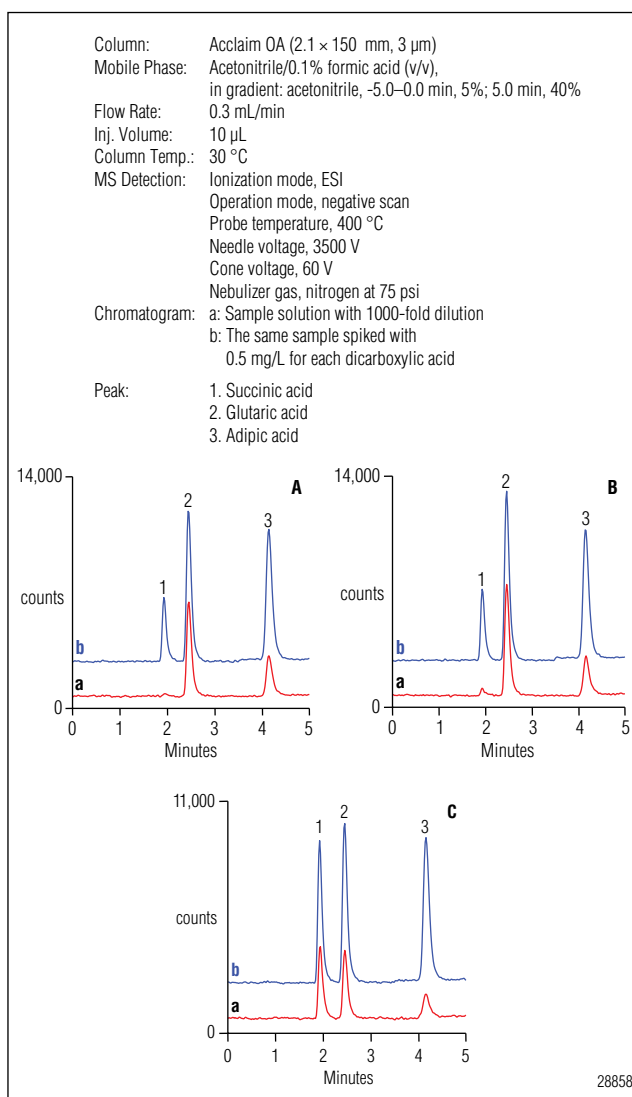 Column: Acclaim OA (2.1 × 150 mm, 3 μm)
Mobile Phase: Acetonitrile/0.1% formic acid (v/v),
in gradient: acetonitrile, -5.0–0.0 min, 5%; 5.0 min, 40%
Flow Rate: 0.3 mL/min
Inj. Volume: 10 μL
Column Temp.: 30 °C
MS Detection: Ionization mode, ESI
Operation mode, negative scan
Probe temperature, 400 °C
Needle voltage, 3500 V
Cone voltage, 60 V
Nebulizer gas, nitrogen at 75 psi
Chromatogram: a: Sample solution with 1000-fold dilution
b: The same sample spiked with
0.5 mg/L for each dicarboxylic acid
Peak: 1. Succinic acid
2. Glutaric acid
3. Adipic acid
14,000
A
2
3
1
counts
b
a
0
0 1 2 3 4 5
Minutes
14,000
B
2
3
1
counts
b
a
0
0 1 2 3 4 5
Minutes
11,000
C
1 2 3
counts
b
a
0
0 1 2 3 4 5
Minutes
28858